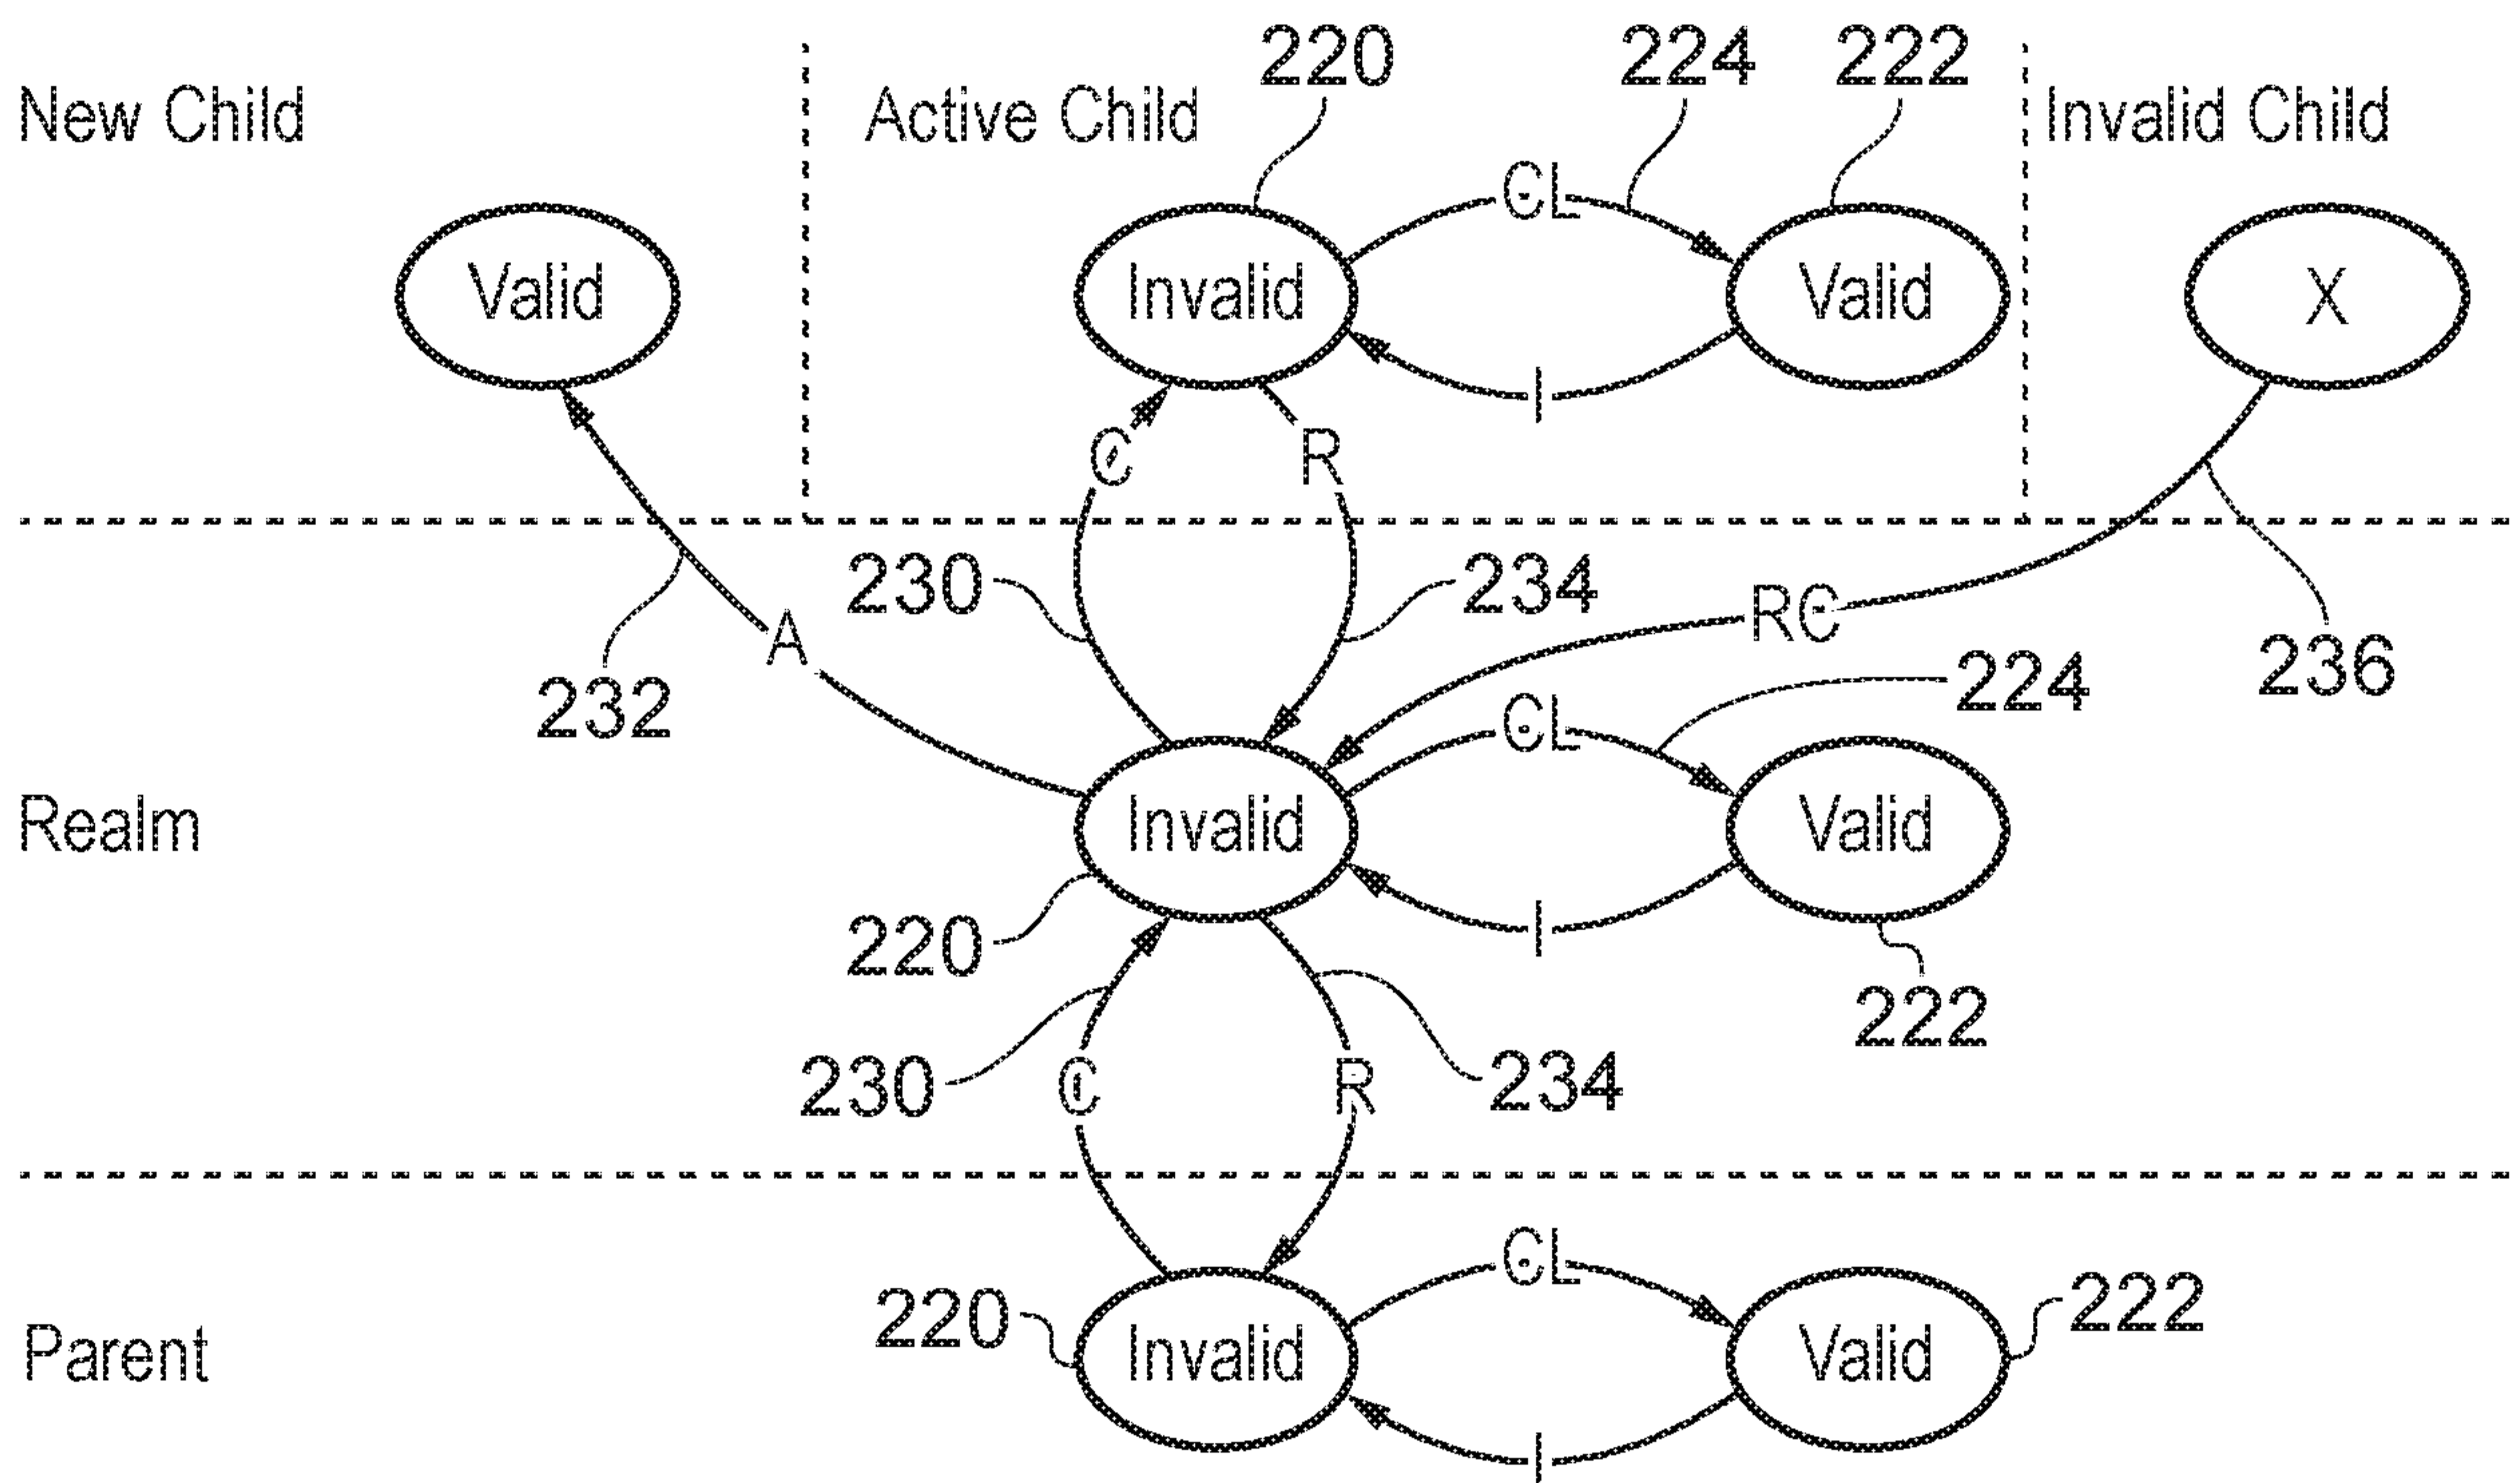 220 224 222
New Child Active Child Invalid Child
CL
Valid Invalid Valid X
I
C R
230 234
RC
A
232 224 236
CL
Realm Invalid Valid
220 I
222
230 C R 234
CL
220 222
Parent Invalid Valid
I